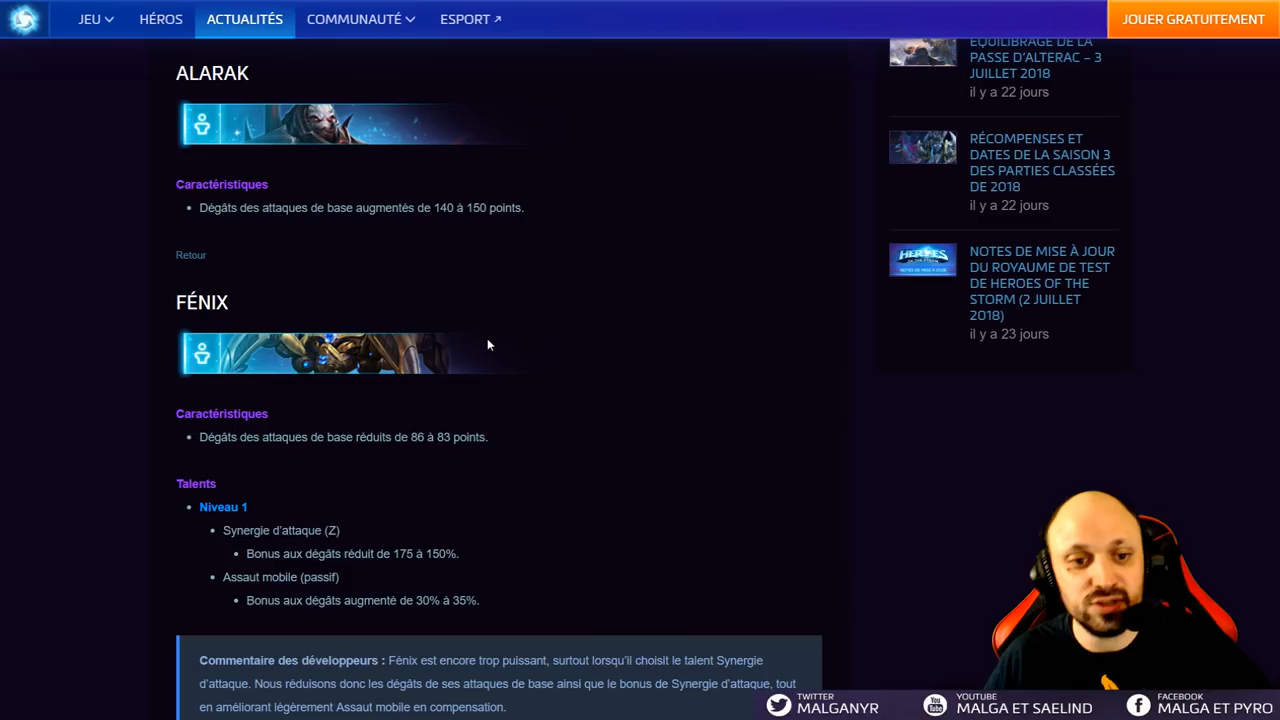 JEU
HÉROS
ACTUALITÉS
COMMUNAUTÉ
ESPORT
JOUER GRATUITEMENT
ALARAK
Caractéristiques
Dégâts des attaques de base augmentés de 140 à 150 points.
Retour
FÉNIX
Caractéristiques
Dégâts des attaques de base réduits de 86 à 83 points.
Talents
Niveau 1
Synergie d'attaque (Z)
Bonus aux dégâts réduit de 175 à 150%.
Assaut mobile (passif)
Bonus aux dégâts augmenté de 30% à 35%.
Commentaire des développeurs : Fénix est encore trop puissant, surtout lorsqu'il choisit le talent Synergie
d'attaque. Nous réduisons donc les dégâts de ses attaques de base ainsi que le bonus de Synergie d'attaque, tout
en améliorant légèrement Assaut mobile en compensation.
ÉQUILIBRAGE DE LA
PASSE D'ALTERAC – 3
JUILLET 2018
il y a 22 jours
RÉCOMPENSES ET
DATES DE LA SAISON 3
DES PARTIES CLASSÉES
DE 2018
il y a 22 jours
NOTES DE MISE À JOUR
DU ROYAUME DE TEST
DE HEROES OF THE
STORM (2 JUILLET
2018)
il y a 23 jours
TWITTER
MALGANYR
YOUTUBE
MALGA ET SAELIND
FACEBOOK
MALGA ET PYRO